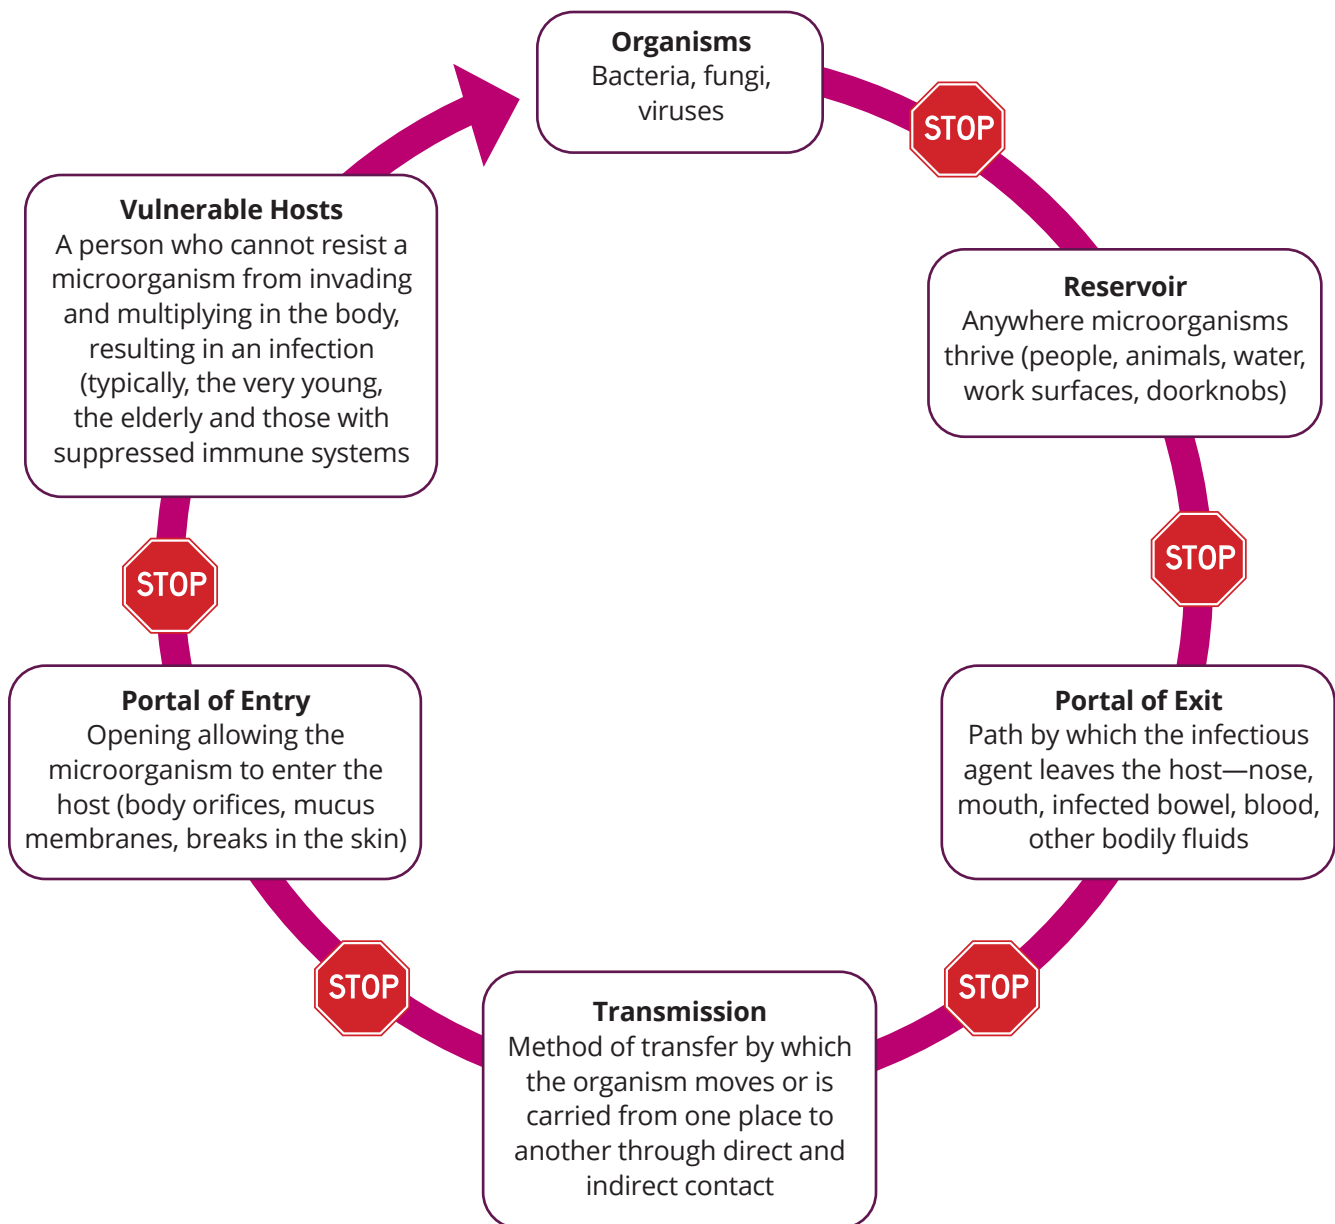 Organisms
Bacteria, fungi,
viruses
STOP
Reservoir
Anywhere microorganisms
thrive (people, animals, water,
work surfaces, doorknobs)
STOP
Portal of Exit
Path by which the infectious
agent leaves the host—nose,
mouth, infected bowel, blood,
other bodily fluids
STOP
Transmission
Method of transfer by which
the organism moves or is
carried from one place to
another through direct and
indirect contact
STOP
Portal of Entry
Opening allowing the
microorganism to enter the
host (body orifices, mucus
membranes, breaks in the skin)
STOP
Vulnerable Hosts
A person who cannot resist a
microorganism from invading
and multiplying in the body,
resulting in an infection
(typically, the very young,
the elderly and those with
suppressed immune systems